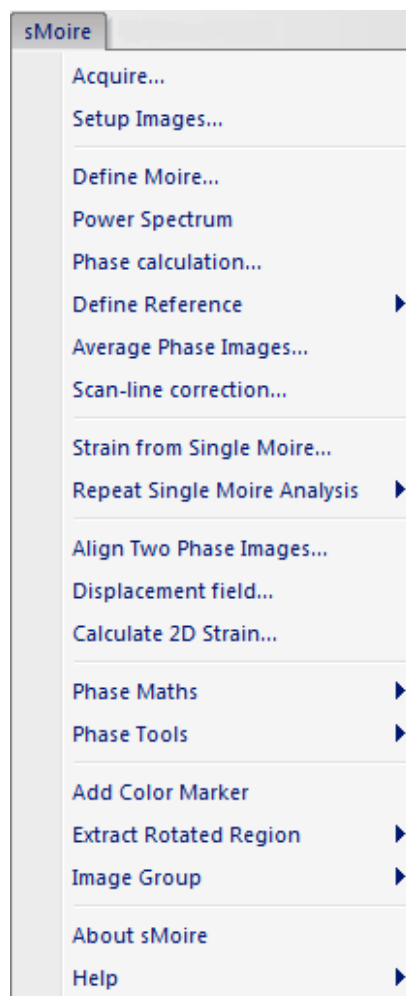 sMoire
Acquire...
Setup Images...
Define Moire...
Power Spectrum
Phase calculation...
Define Reference
Average Phase Images...
Scan-line correction...
Strain from Single Moire...
Repeat Single Moire Analysis
Align Two Phase Images...
Displacement field...
Calculate 2D Strain...
Phase Maths
Phase Tools
Add Color Marker
Extract Rotated Region
Image Group
About sMoire
Help